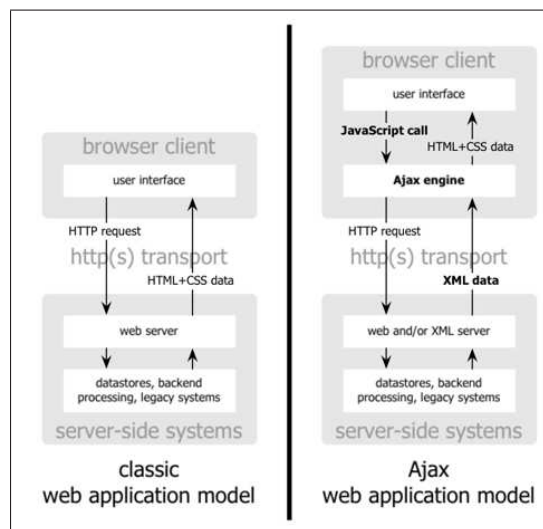 browser client
user interface
HTTP request
http(s) transport
HTML+CSS data
web server
datastores, backend
processing, legacy systems
server-side systems
classic
web application model
browser client
user interface
JavaScript call
HTML+CSS data
Ajax engine
HTTP request
http(s) transport
XML data
web and/or XML server
datastores, backend
processing, legacy systems
server-side systems
Ajax
web application model